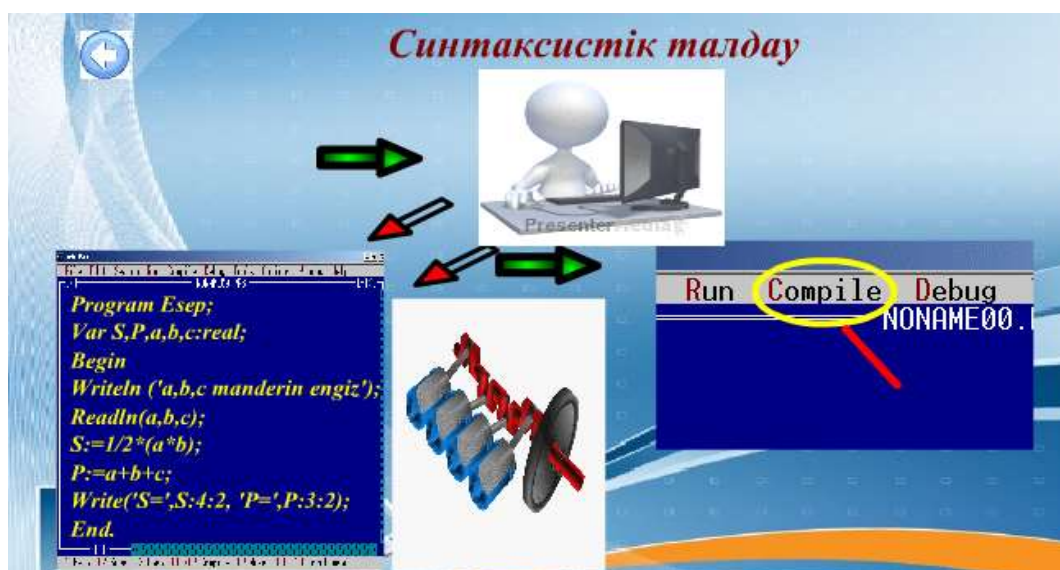 Синтаксистік талдау
PresenterMedia
Program Esep;
Var S,P,a,b,c:real;
Begin
Writeln ('a,b,c manderin engiz');
Readln(a,b,c);
S:=1/2*(a*b);
P:=a+b+c;
Write('S=',S:4:2, 'P=',P:3:2);
End.
Run Compile Debug
NONAME00.